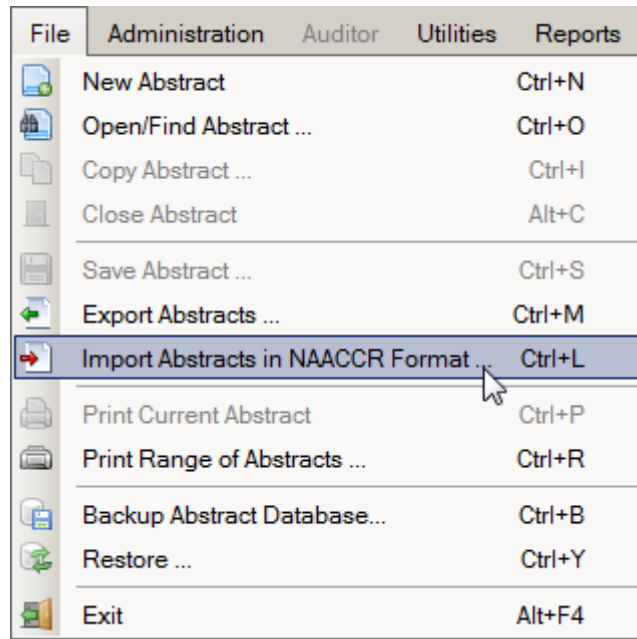 File Administration Auditor Utilities Reports
New Abstract Ctrl+N
Open/Find Abstract ... Ctrl+O
Copy Abstract ... Ctrl+I
Close Abstract Alt+C
Save Abstract ... Ctrl+S
Export Abstracts ... Ctrl+M
Import Abstracts in NAACCR Format ... Ctrl+L
Print Current Abstract Ctrl+P
Print Range of Abstracts ... Ctrl+R
Backup Abstract Database... Ctrl+B
Restore ... Ctrl+Y
Exit Alt+F4